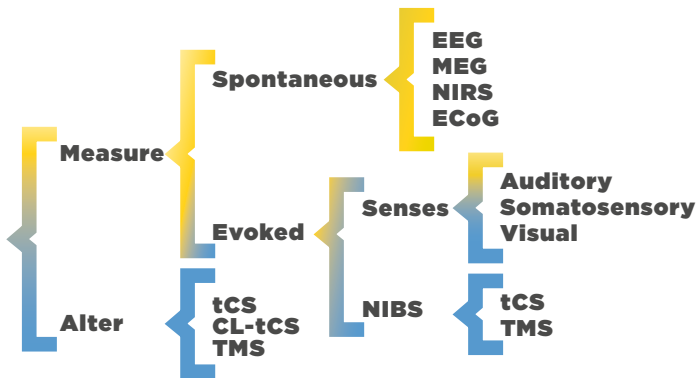 Measure
Spontaneous
EEG
MEG
NIRS
ECoG
Evoked
Senses
Auditory
Somatosensory
Visual
NIBS
tCS
TMS
Alter
tCS
CL-tCS
TMS